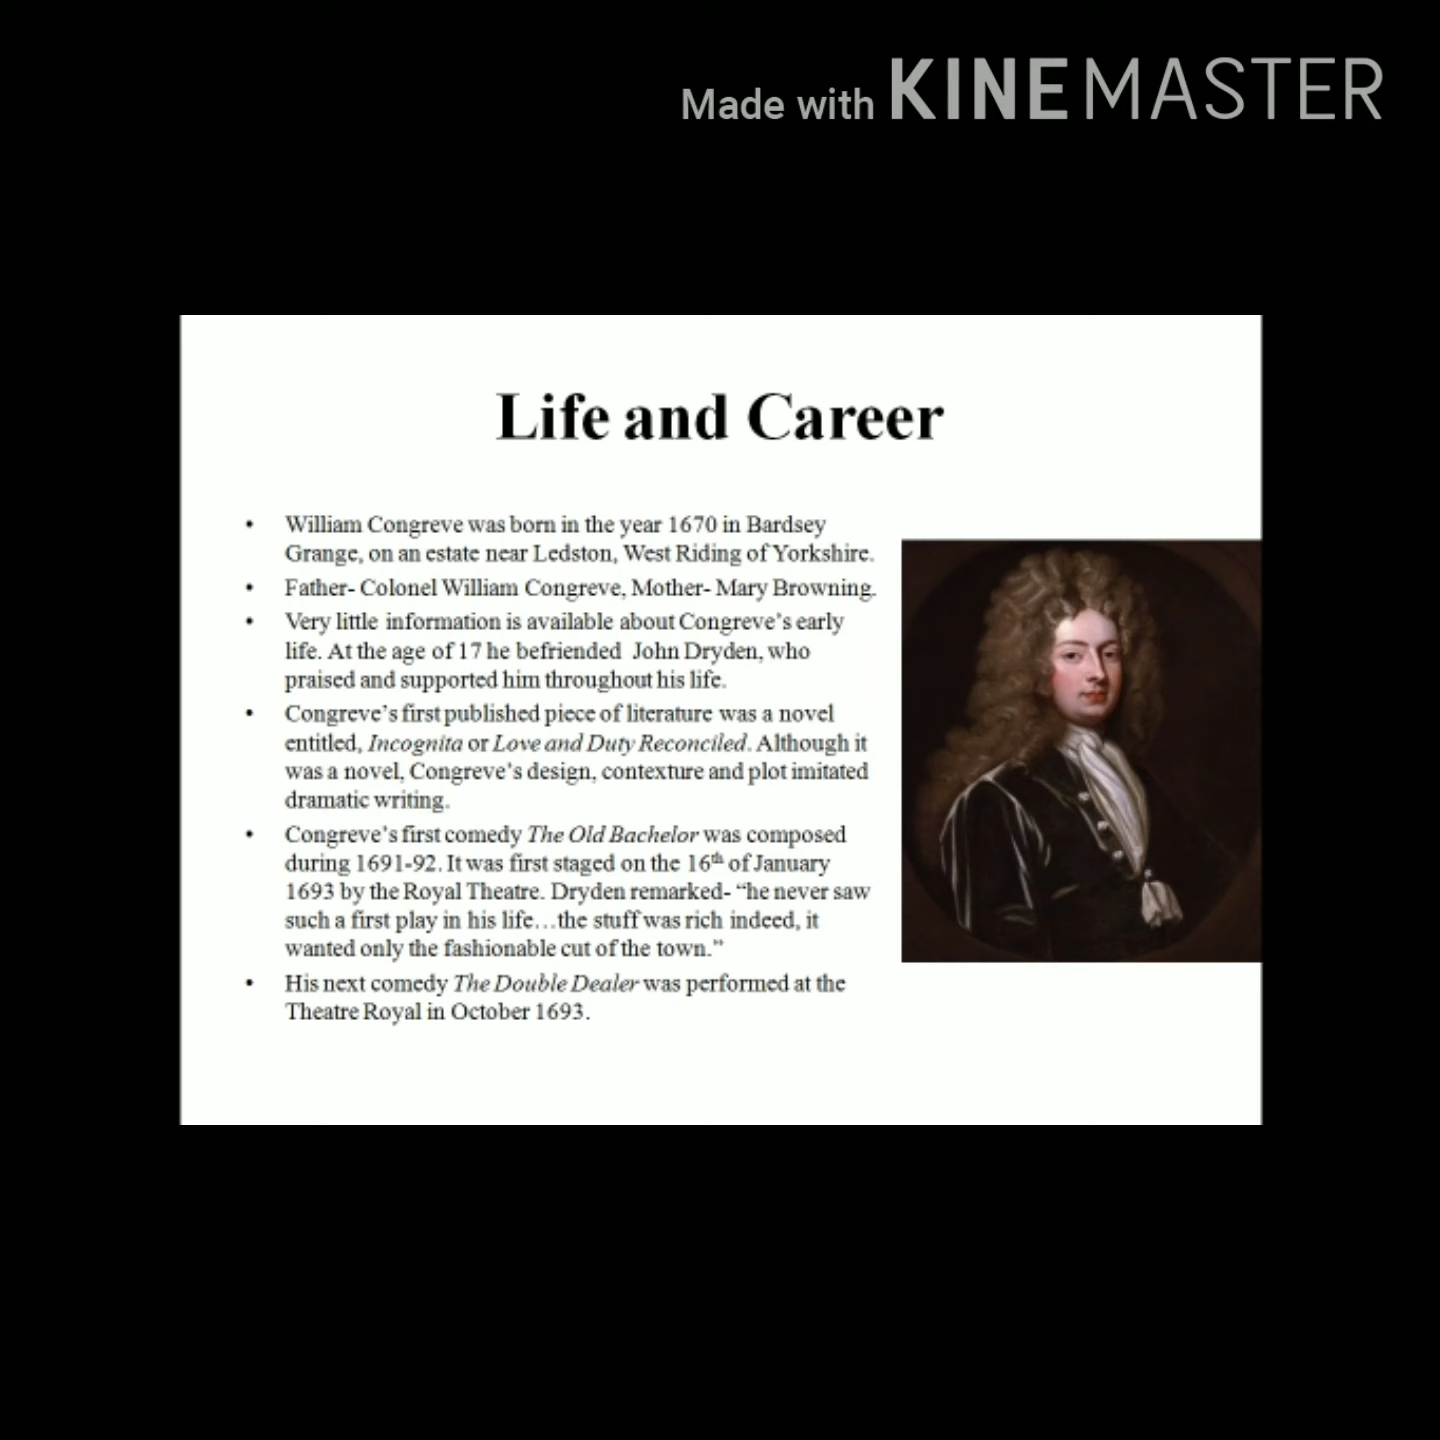 Made with KINEMASTER
Life and Career
• William Congreve was born in the year 1670 in Bardsey
Grange, on an estate near Ledston, West Riding of Yorkshire.
• Father- Colonel William Congreve, Mother- Mary Browning.
• Very little information is available about Congreve's early
life. At the age of 17 he befriended John Dryden, who
praised and supported him throughout his life.
• Congreve's first published piece of literature was a novel
entitled, Incognita or Love and Duty Reconciled. Although it
was a novel, Congreve's design, contexture and plot imitated
dramatic writing.
• Congreve's first comedy The Old Bachelor was composed
during 1691-92. It was first staged on the 16th of January
1693 by the Royal Theatre. Dryden remarked- “he never saw
such a first play in his life…the stuff was rich indeed, it
wanted only the fashionable cut of the town.”
• His next comedy The Double Dealer was performed at the
Theatre Royal in October 1693.